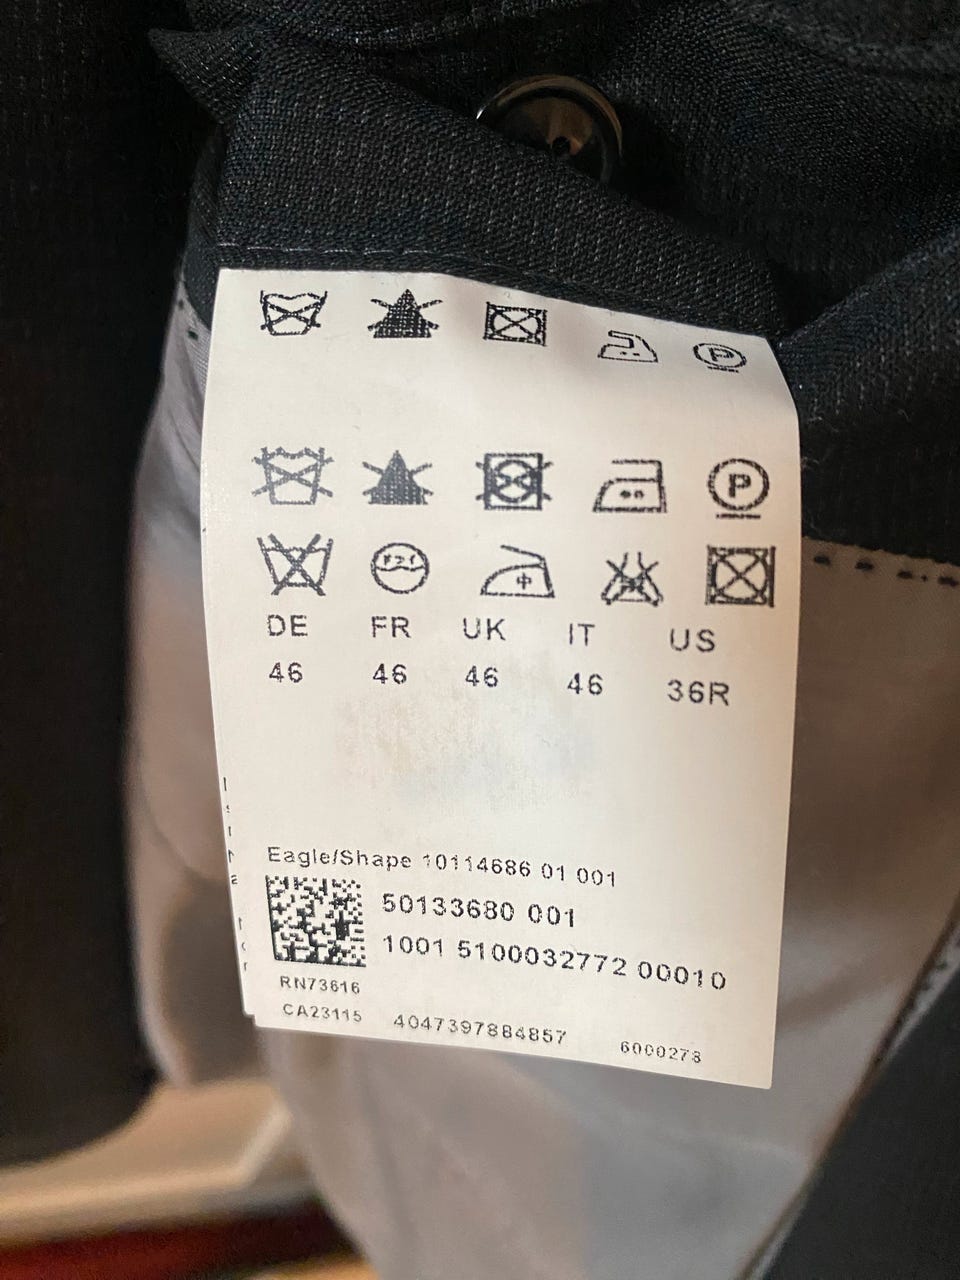 P
P
DE FR UK IT US
46 46 46 46 36R
Eagle/Shape 10114686 01 001
50133680 001
1001 5100032772 00010
RN73616
CA23115 4047397884857 6000278